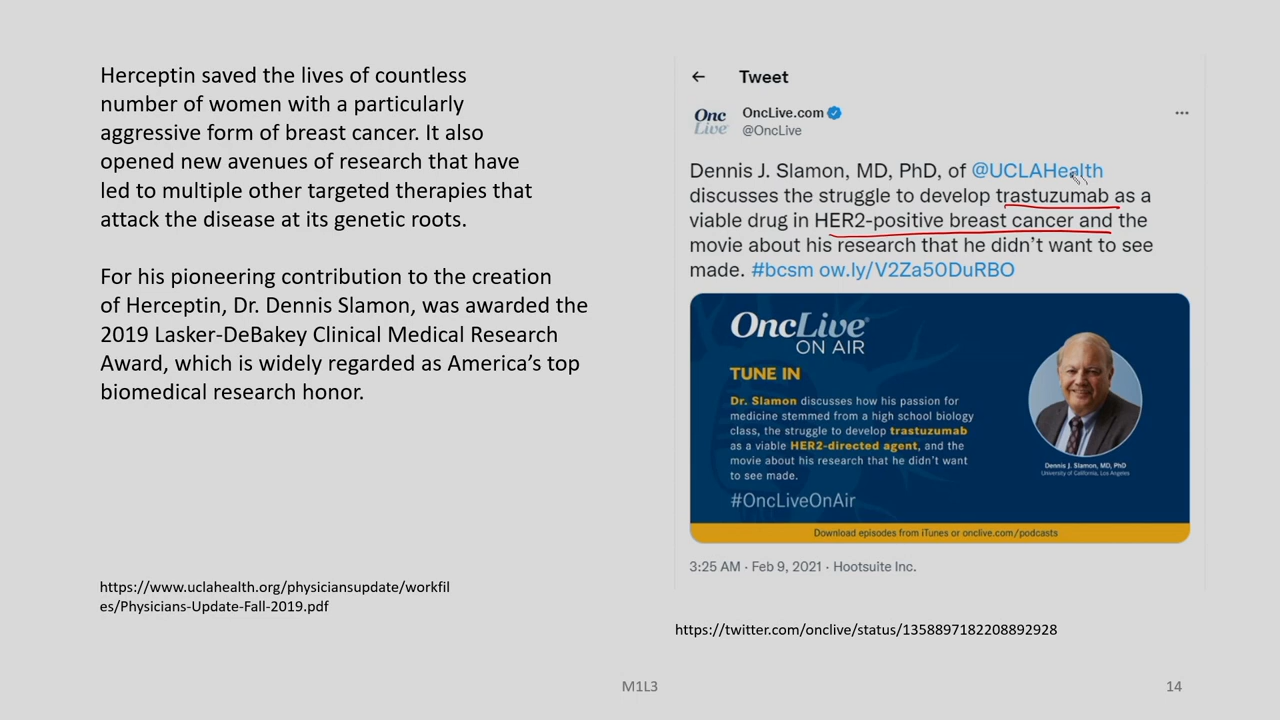 Herceptin saved the lives of countless
number of women with a particularly
aggressive form of breast cancer. It also
opened new avenues of research that have
led to multiple other targeted therapies that
attack the disease at its genetic roots.
For his pioneering contribution to the creation
of Herceptin, Dr. Dennis Slamon, was awarded the
2019 Lasker-DeBakey Clinical Medical Research
Award, which is widely regarded as America's top
biomedical research honor.
https://www.uclahealth.org/physiciansupdate/workfil
es/Physicians-Update-Fall-2019.pdf
← Tweet
Onc
Live
OncLive.com
@OncLive
Dennis J. Slamon, MD, PhD, of @UCLAHealth
discusses the struggle to develop trastuzumab as a
viable drug in HER2-positive breast cancer and the
movie about his research that he didn't want to see
made. #bcsm ow.ly/V2Za50DuRBO
OncLive
ON AIR
TUNE IN
Dr. Slamon discusses how his passion for
medicine stemmed from a high school biology
class, the struggle to develop trastuzumab
as a viable HER2-directed agent, and the
movie about his research that he didn't want
to see made.
#OncLiveOnAir
Dennis J. Slamon, MD, PhD
University of California, Los Angeles
Download episodes from iTunes or onclive.com/podcasts
3:25 AM · Feb 9, 2021 · Hootsuite Inc.
https://twitter.com/onclive/status/1358897182208892928
M1L3
14